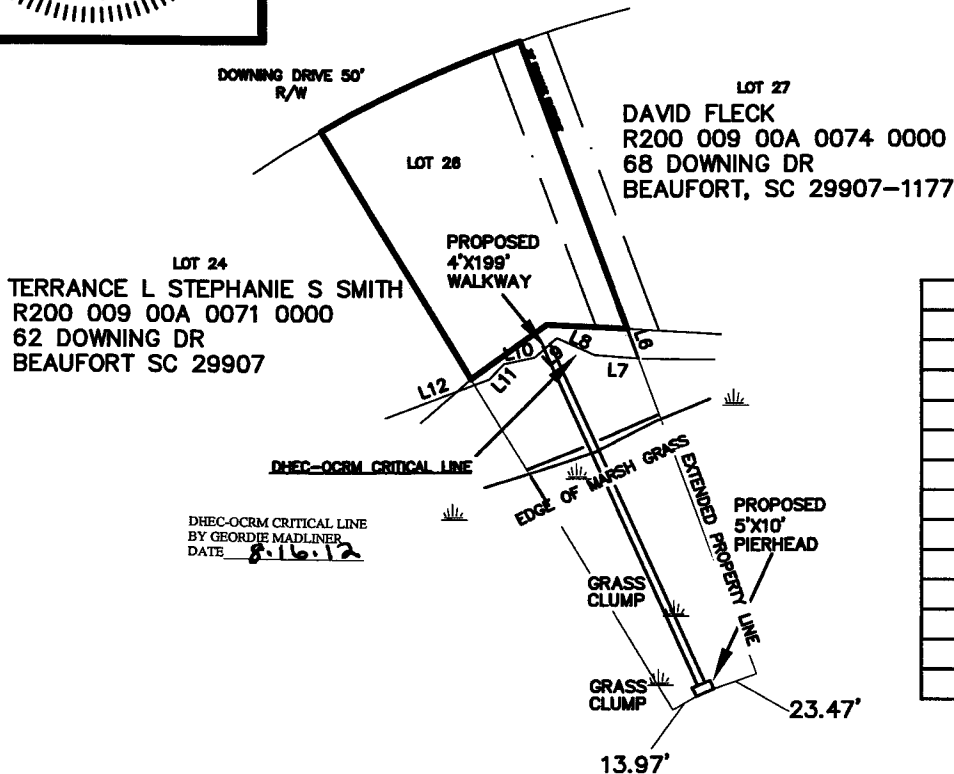 DOWNING DRIVE 50'
R/W
LOT 26
LOT 27
DAVID FLECK
R200 009 00A 0074 0000
68 DOWNING DR
BEAUFORT, SC 29907-1177
PROPOSED
4'X199'
WALKWAY
LOT 24
TERRANCE L STEPHANIE S SMITH
R200 009 00A 0071 0000
62 DOWNING DR
BEAUFORT SC 29907
L6
L7
L8
L9
L10
L11
L12
DHEC-OCRM CRITICAL LINE
EDGE OF MARSH GRASS
EXTENDED PROPERTY LINE
DHEC-OCRM CRITICAL LINE
BY GEORDIE MADLINER
DATE 8.16.12
PROPOSED
5'X10'
PIERHEAD
GRASS
CLUMP
GRASS
CLUMP
23.47'
13.97'